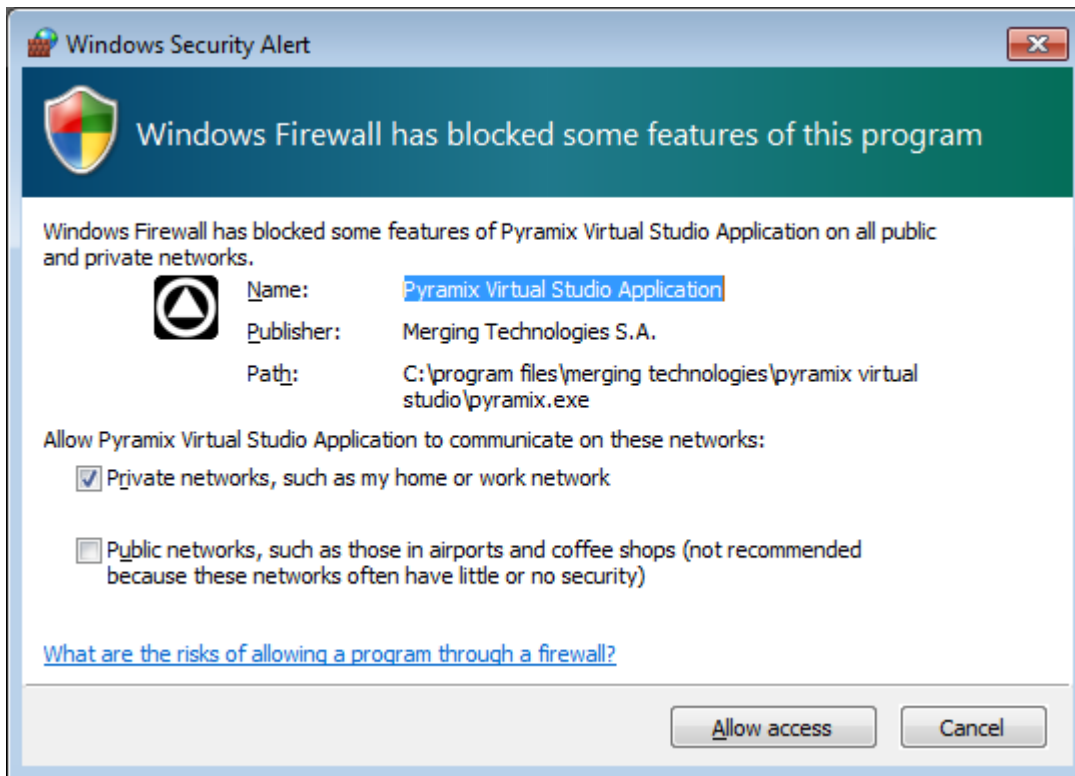 Windows Security Alert
Windows Firewall has blocked some features of this program
Windows Firewall has blocked some features of Pyramix Virtual Studio Application on all public
and private networks.
Name: Pyramix Virtual Studio Application
Publisher: Merging Technologies S.A.
Path: C:\program files\merging technologies\pyramix virtual
studio\pyramix.exe
Allow Pyramix Virtual Studio Application to communicate on these networks:
Private networks, such as my home or work network
Public networks, such as those in airports and coffee shops (not recommended
because these networks often have little or no security)
What are the risks of allowing a program through a firewall?
Allow access Cancel